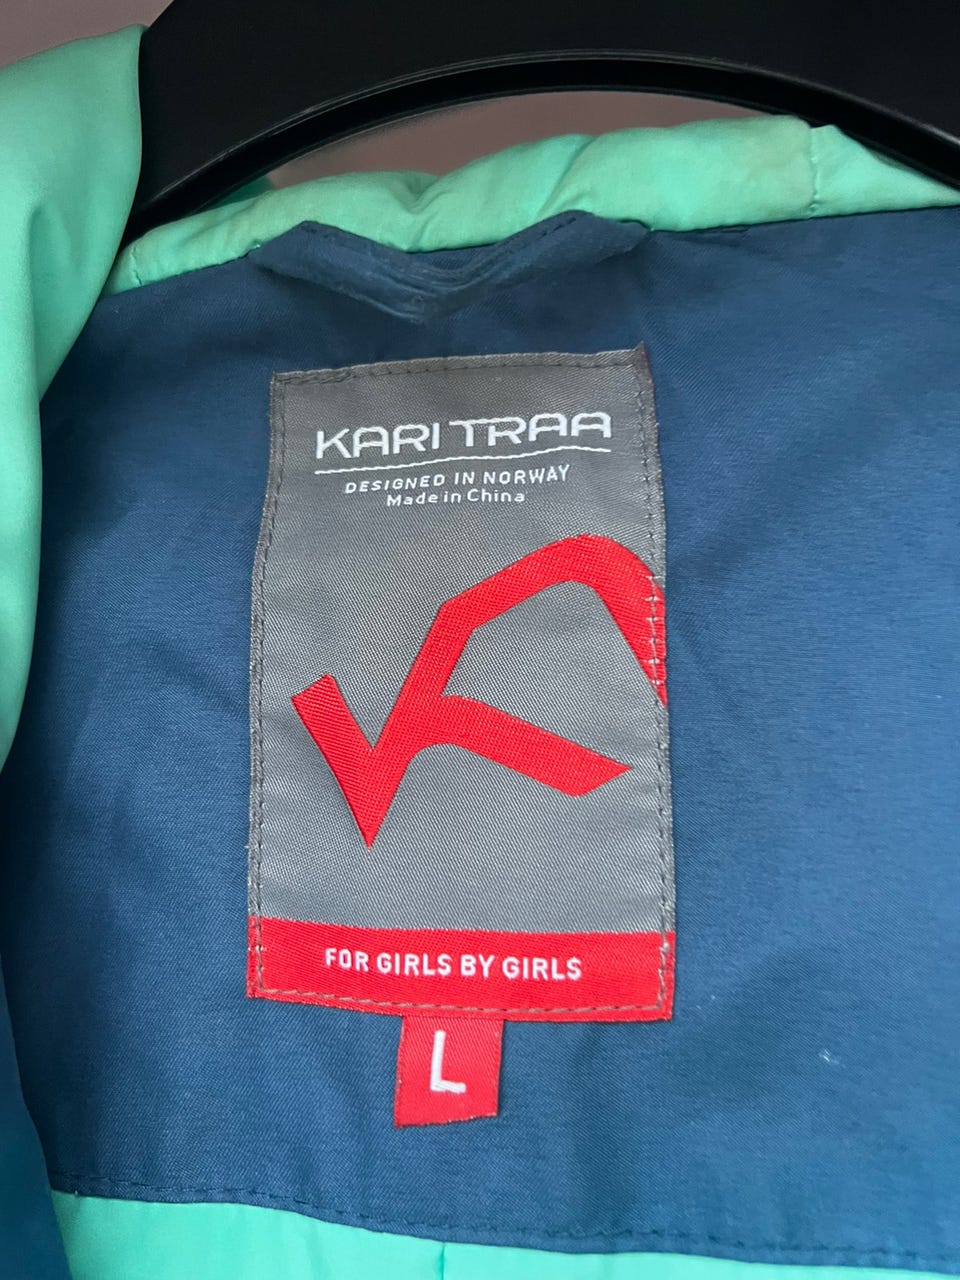 KARI TRAA
DESIGNED IN NORWAY
Made in China
FOR GIRLS BY GIRLS
L